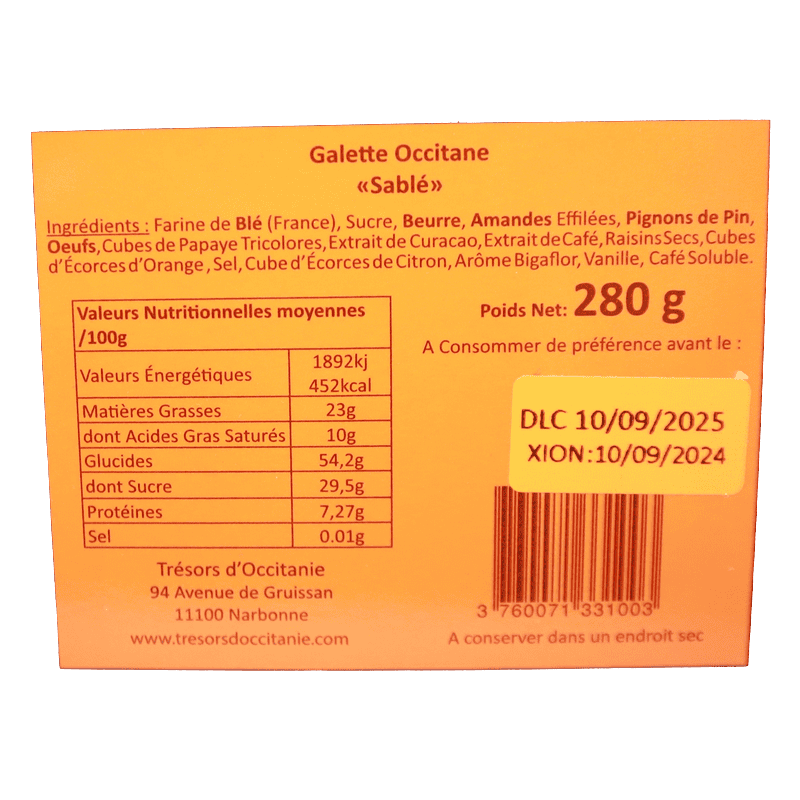 Galette Occitane
«Sablé»
Ingrédients : Farine de Blé (France), Sucre, Beurre, Amandes Effilées, Pignons de Pin,
Oeufs, Cubes de Papaye Tricolores, Extrait de Curacao, Extrait de Café, Raisins Secs, Cubes
d'Écorces d'Orange , Sel, Cube d'Écorces de Citron, Arôme Bigaflor, Vanille, Café Soluble.
Poids Net: 280 g
A Consommer de préférence avant le :
DLC 10/09/2025
XION:10/09/2024
Valeurs Nutritionnelles moyennes
/100g
Valeurs Énergétiques 1892kj
452kcal
Matières Grasses 23g
dont Acides Gras Saturés 10g
Glucides 54,2g
dont Sucre 29,5g
Protéines 7,27g
Sel 0.01g
Trésors d'Occitanie
94 Avenue de Gruissan
11100 Narbonne
www.tresorsdoccitanie.com
3 760071 331003
A conserver dans un endroit sec